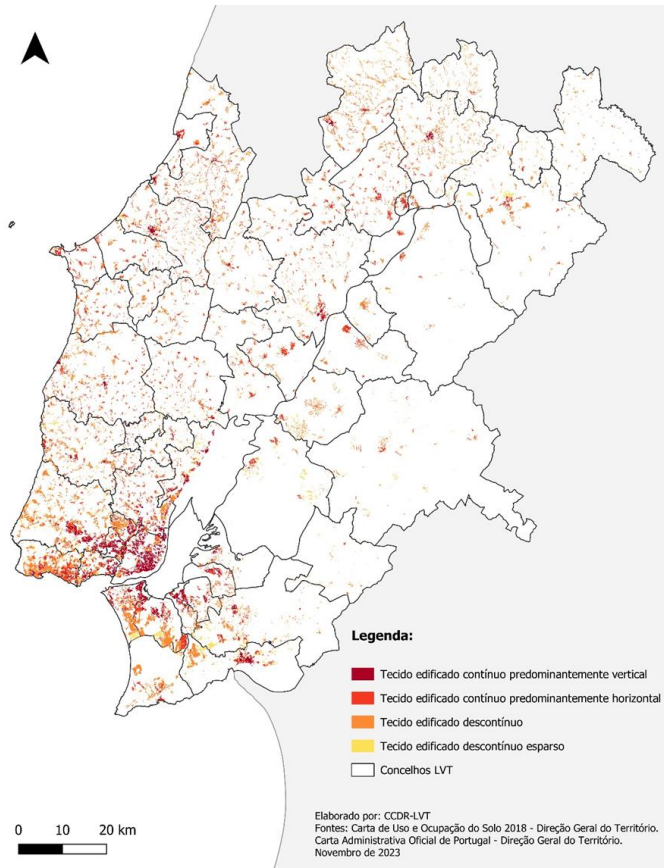 Legenda:
Tecido edificado contínuo predominantemente vertical
Tecido edificado contínuo predominantemente horizontal
Tecido edificado descontínuo
Tecido edificado descontínuo esparso
Concelhos LVT
0 10 20 km
Elaborado por: CCDR-LVT
Fontes: Carta de Uso e Ocupação do Solo 2018 - Direção Geral do Território.
Carta Administrativa Oficial de Portugal - Direção Geral do Território.
Novembro de 2023